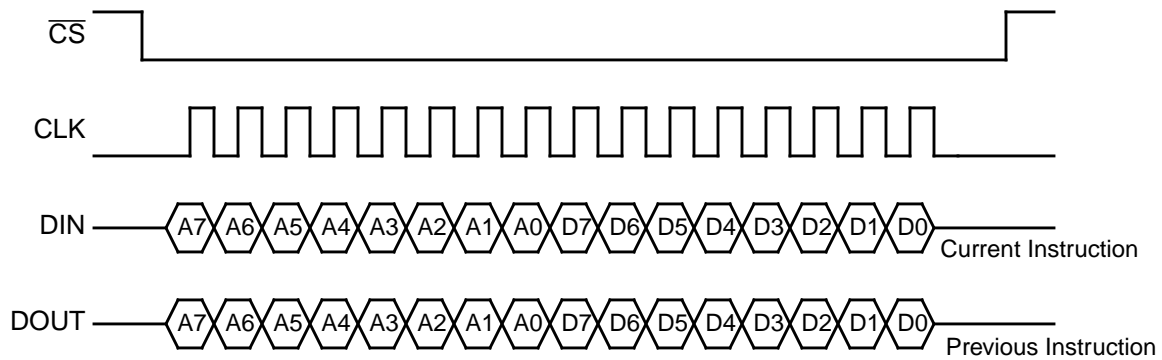 CS
CLK
DIN A7 A6 A5 A4 A3 A2 A1 A0 D7 D6 D5 D4 D3 D2 D1 D0 Current Instruction
DOUT A7 A6 A5 A4 A3 A2 A1 A0 D7 D6 D5 D4 D3 D2 D1 D0 Previous Instruction